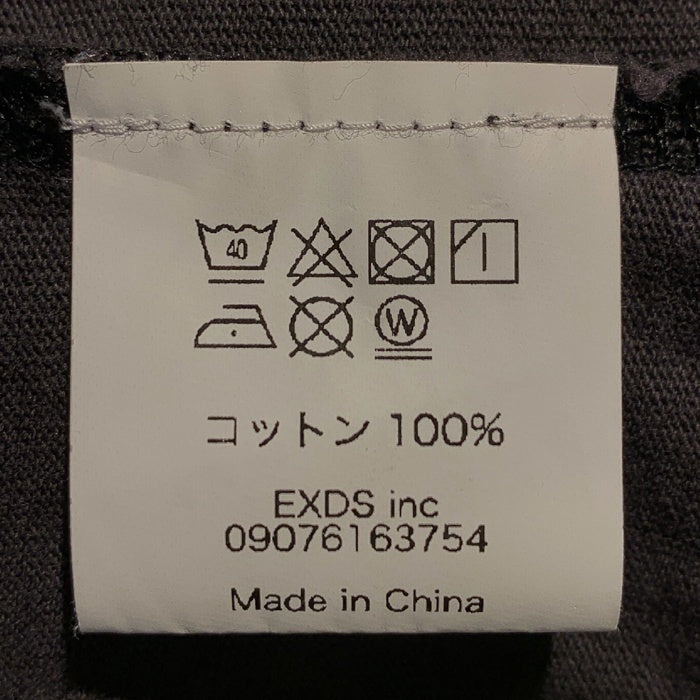 40
W
コットン 100%
EXDS inc
09076163754
Made in China